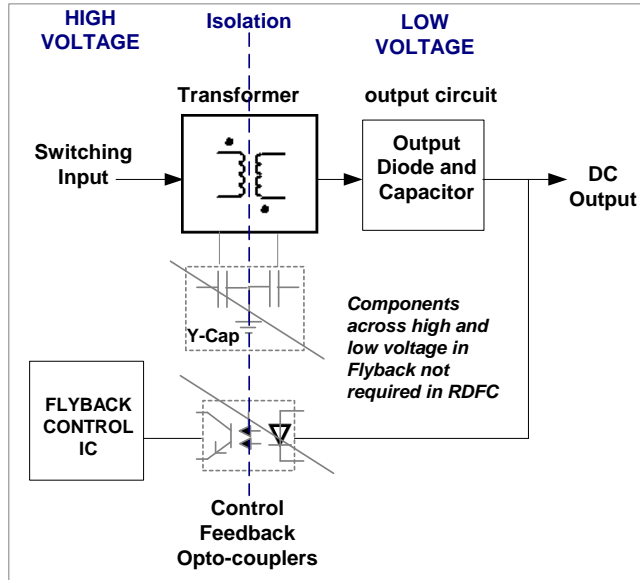 HIGH
VOLTAGE
Isolation
LOW
VOLTAGE
Transformer
output circuit
Switching
Input
Output
Diode and
Capacitor
DC
Output
Y-Cap
Components
across high and
low voltage in
Flyback not
required in RDFC
FLYBACK
CONTROL
IC
Control
Feedback
Opto-couplers